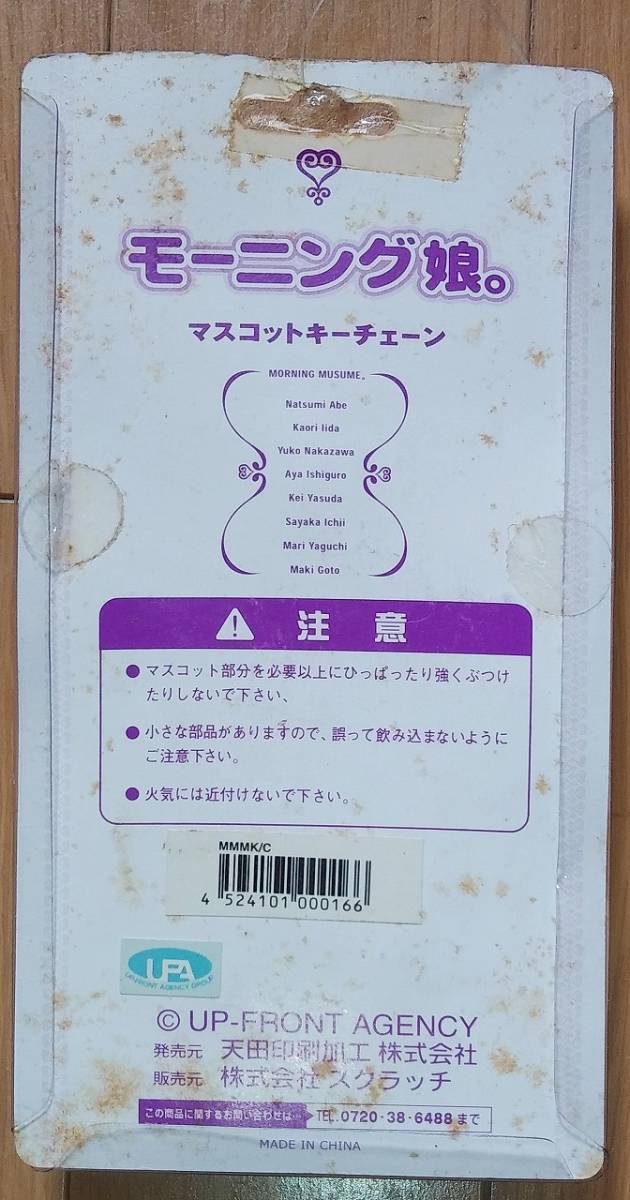 モーニング娘。
マスコットキーチェーン
MORNING MUSUME。
Natsumi Abe
Kaori Iida
Yuko Nakazawa
Aya Ishiguro
Kei Yasuda
Sayaka Ichii
Mari Yaguchi
Maki Goto
注 意
●マスコット部分を必要以上にひっぱったり強くぶつけ
たりしないで下さい、
●小さな部品がありますので、誤って飲み込まないように
ご注意下さい。
●火気には近付けないで下さい。
MMMK/C
4 524101 000166
UFA
UP-FRONT AGENCY GROUP
© UP-FRONT AGENCY
発売元 天田印刷加工 株式会社
販売元 株式会社 スクラッチ
この商品に関するお問い合わせは TEL.0720-38-6488まで
MADE IN CHINA